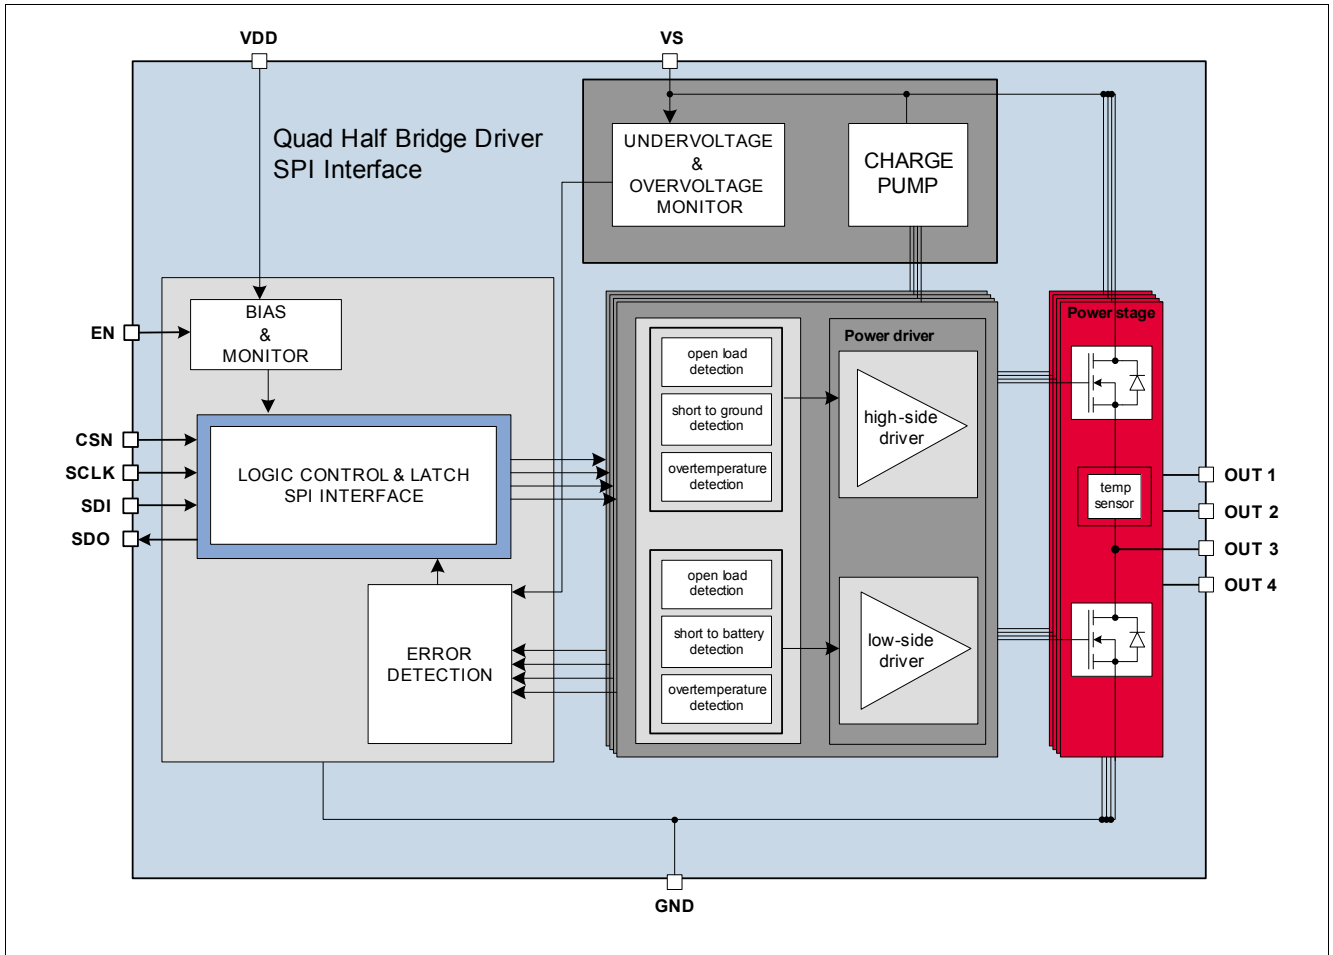 VDD
VS
Quad Half Bridge Driver
SPI Interface
UNDERVOLTAGE
&
OVERVOLTAGE
MONITOR
CHARGE
PUMP
BIAS
&
MONITOR
EN
CSN
SCLK
SDI
SDO
LOGIC CONTROL & LATCH
SPI INTERFACE
ERROR
DETECTION
open load
detection
short to ground
detection
overtemperature
detection
open load
detection
short to battery
detection
overtemperature
detection
Power driver
high-side
driver
low-side
driver
Power stage
temp
sensor
OUT 1
OUT 2
OUT 3
OUT 4
GND